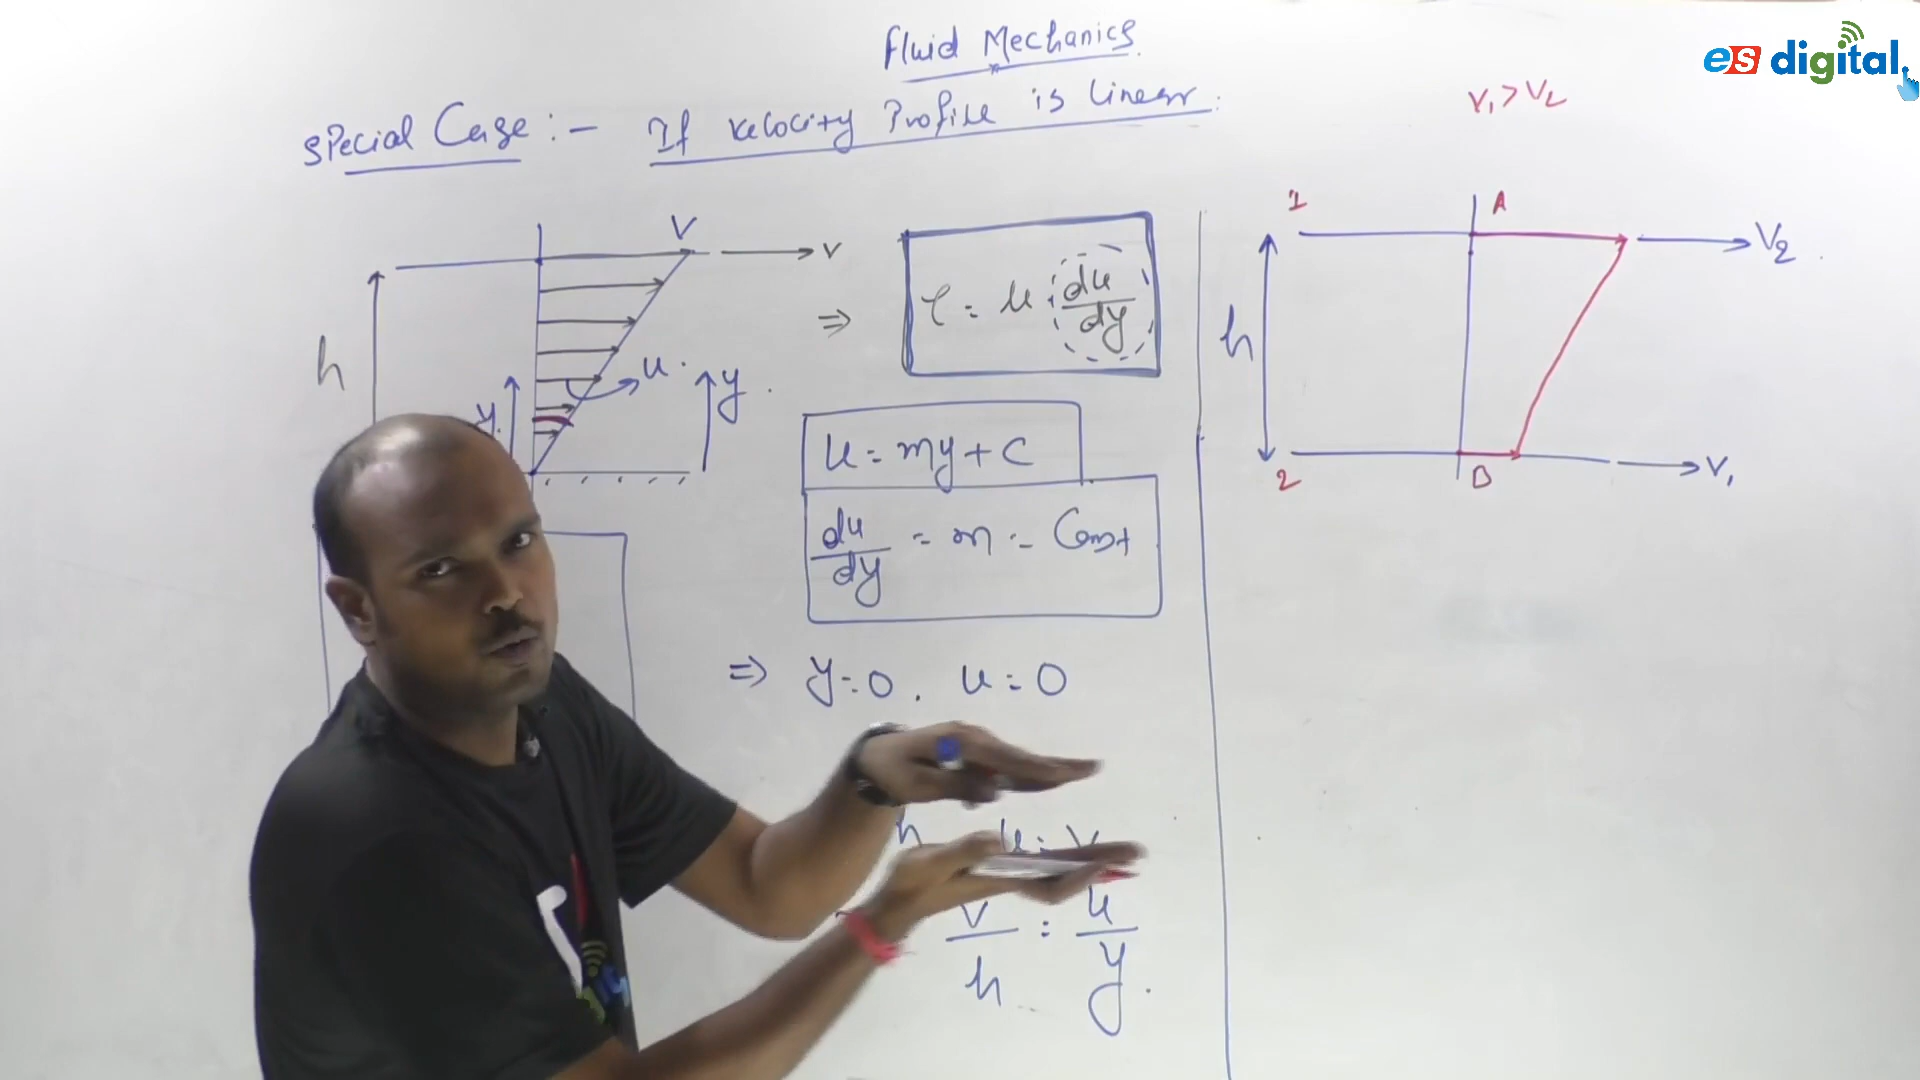 Fluid Mechanics
es digital
Special Case :- If velocity Profile is linear.
V₁ > V₂
V
V
h
u.
y.
y.
⇒ τ = μ du/dy
u = my + c
du/dy = m = Const
⇒ y=0. u=0
h u=V
V/h = u/y.
1
A
V₂
h
2
B
V₁